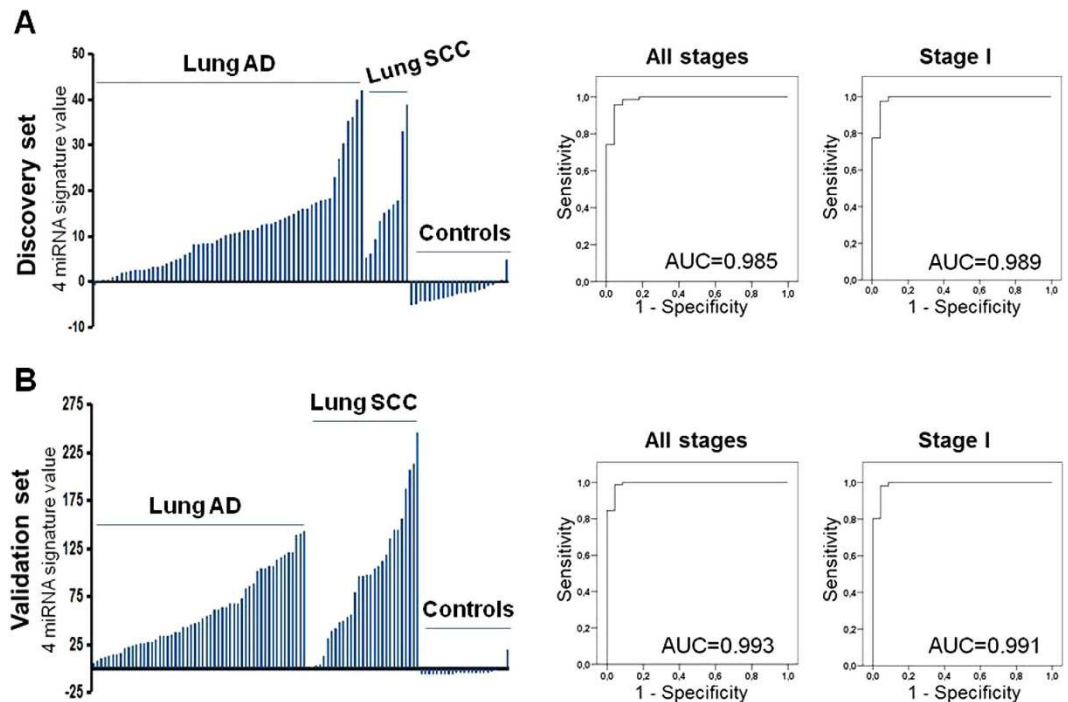 A
Discovery set
4 miRNA signature value
50
40
30
20
10
0
-10
Lung AD
Lung SCC
Controls
All stages
Sensitivity
1,0
0,8
0,6
0,4
0,2
0,0
AUC=0.985
0,0 0,2 0,4 0,6 0,8 1,0
1 - Specificity
Stage I
Sensitivity
1,0
0,8
0,6
0,4
0,2
0,0
AUC=0.989
0,0 0,2 0,4 0,6 0,8 1,0
1 - Specificity
B
Validation set
4 miRNA signature value
275
225
175
125
75
25
-25
Lung AD
Lung SCC
Controls
All stages
Sensitivity
1,0
0,8
0,6
0,4
0,2
0,0
AUC=0.993
0,0 0,2 0,4 0,6 0,8 1,0
1 - Specificity
Stage I
Sensitivity
1,0
0,8
0,6
0,4
0,2
0,0
AUC=0.991
0,0 0,2 0,4 0,6 0,8 1,0
1 - Specificity